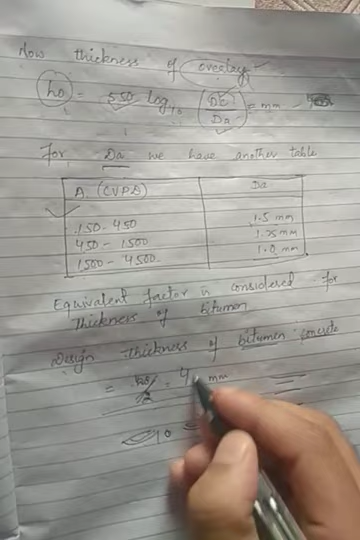 Now thickness of overlay
ho = 550 log10 (Dc/Da) = mm
For Da we have another table
A. (CVPD) Da
150-450 1.5 mm
450 - 1500 1.25 mm
1500 - 4500 1.0 mm
Equivalent factor is considered for
Thickness of bitumen
Design thickness of bitumen concrete
= ho/2 = 4 mm